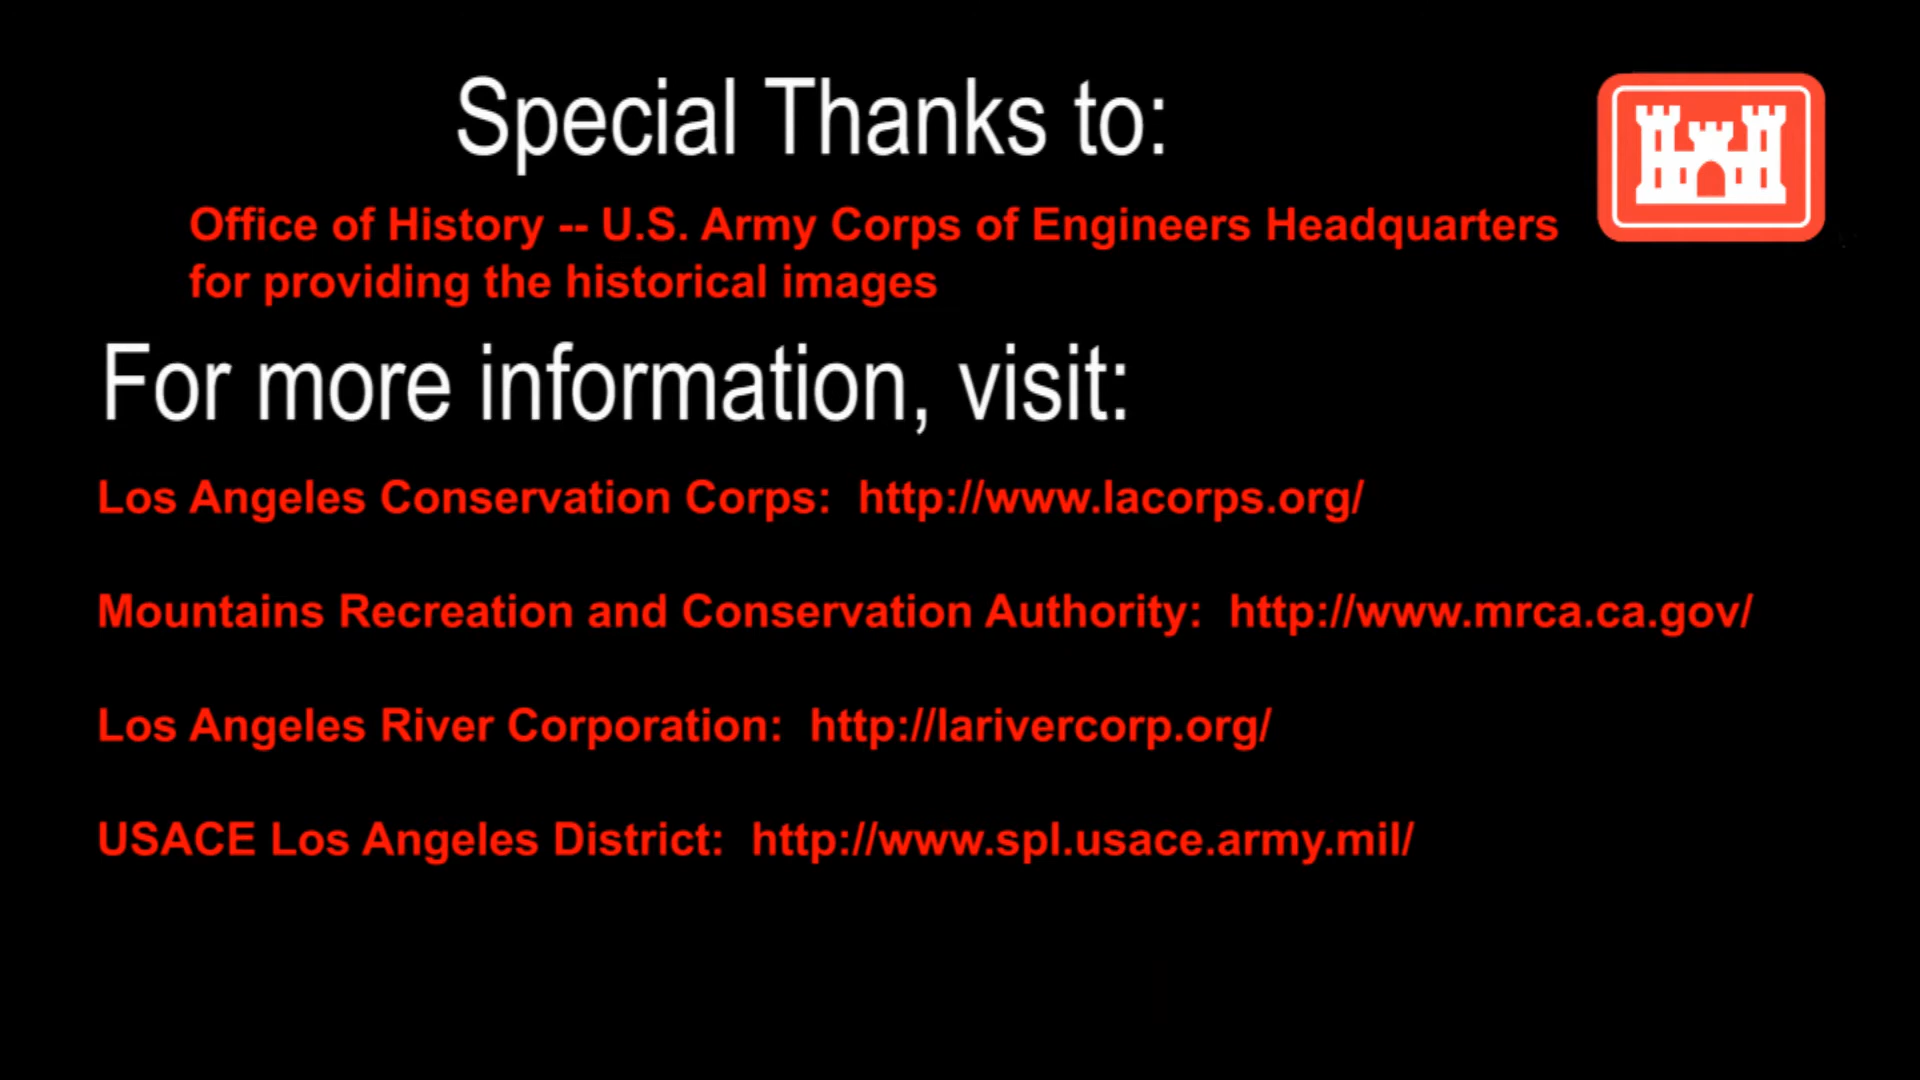 Special Thanks to:
Office of History -- U.S. Army Corps of Engineers Headquarters
for providing the historical images
For more information, visit:
Los Angeles Conservation Corps:  http://www.lacorps.org/
Mountains Recreation and Conservation Authority:  http://www.mrca.ca.gov/
Los Angeles River Corporation:  http://larivercorp.org/
USACE Los Angeles District:  http://www.spl.usace.army.mil/